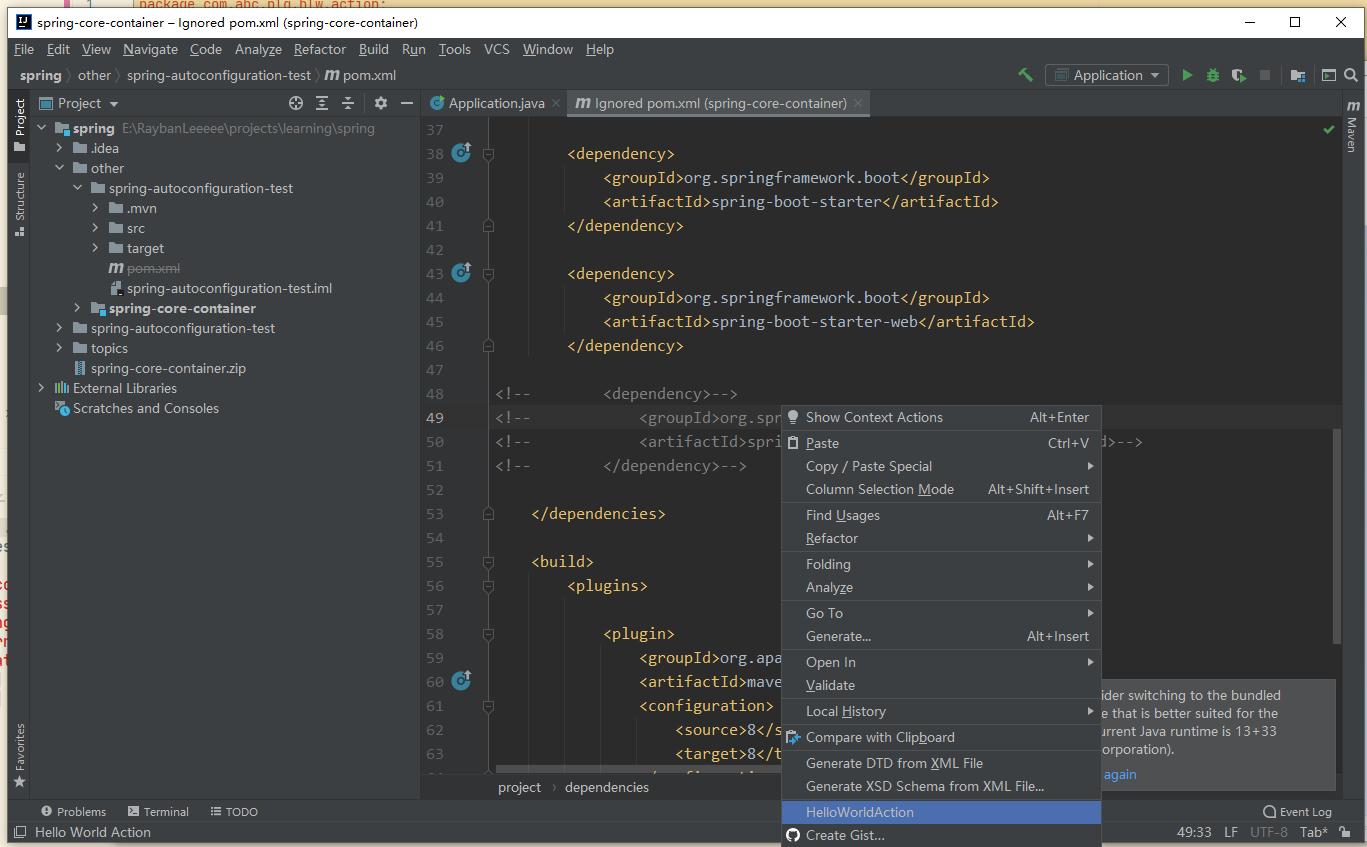 package com.abc.plg.hlw.action;
spring-core-container – Ignored pom.xml (spring-core-container)
File Edit View Navigate Code Analyze Refactor Build Run Tools VCS Window Help
spring other spring-autoconfiguration-test m pom.xml
Application
Project
Application.java
m Ignored pom.xml (spring-core-container)
Project
Structure
Favorites
spring E:\RaybanLeeeee\projects\learning\spring
.idea
other
spring-autoconfiguration-test
.mvn
src
target
m pom.xml
spring-autoconfiguration-test.iml
spring-core-container
spring-autoconfiguration-test
topics
spring-core-container.zip
External Libraries
Scratches and Consoles
37
38 <dependency>
39 <groupId>org.springframework.boot</groupId>
40 <artifactId>spring-boot-starter</artifactId>
41 </dependency>
42
43 <dependency>
44 <groupId>org.springframework.boot</groupId>
45 <artifactId>spring-boot-starter-web</artifactId>
46 </dependency>
47
48 <!-- <dependency>-->
49 <!-- <groupId>org.spr
50 <!-- <artifactId>spri d>-->
51 <!-- </dependency>-->
52
53 </dependencies>
54
55 <build>
56 <plugins>
57
58 <plugin>
59 <groupId>org.apa
60 <artifactId>mave
61 <configuration>
62 <source>8</s
63 <target>8</t
m
Maven
Show Context Actions Alt+Enter
Paste Ctrl+V
Copy / Paste Special
Column Selection Mode Alt+Shift+Insert
Find Usages Alt+F7
Refactor
Folding
Analyze
Go To
Generate... Alt+Insert
Open In
Validate
Local History
Compare with Clipboard
Generate DTD from XML File
Generate XSD Schema from XML File...
HelloWorldAction
Create Gist...
ider switching to the bundled
e that is better suited for the
urrent Java runtime is 13+33
orporation).
again
project dependencies
Problems Terminal TODO
Event Log
Hello World Action
49:33 LF UTF-8 Tab*